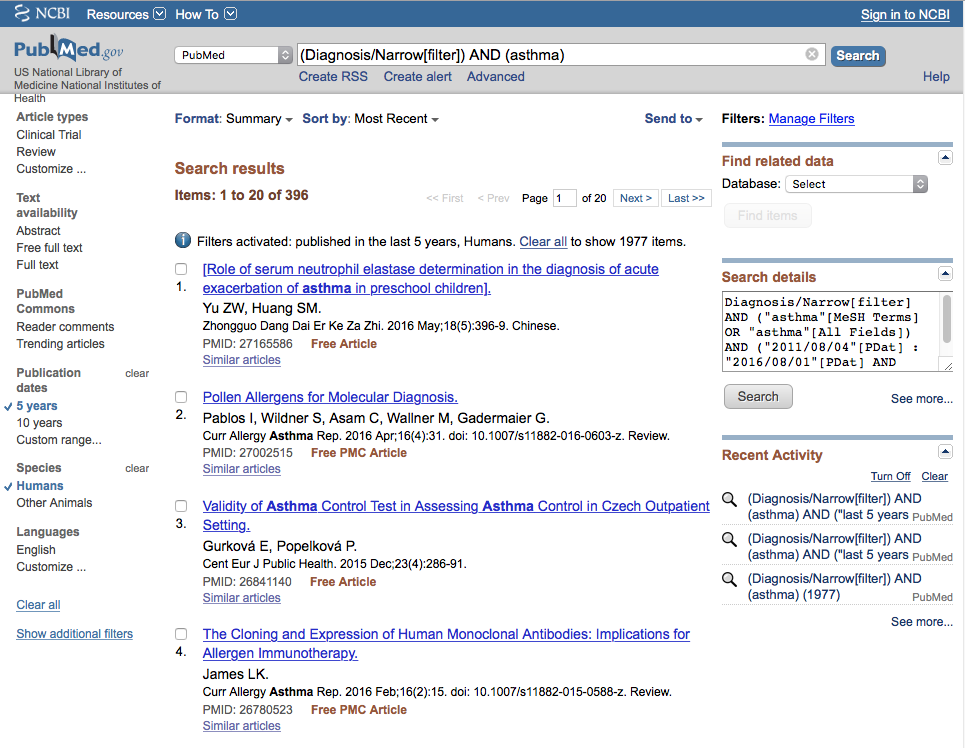 NCBI Resources How To Sign in to NCBI
PubMed.gov
US National Library of
Medicine National Institutes of
Health
PubMed
(Diagnosis/Narrow[filter]) AND (asthma)
Search
Create RSS Create alert Advanced
Help
Article types
Clinical Trial
Review
Customize ...
Text
availability
Abstract
Free full text
Full text
PubMed
Commons
Reader comments
Trending articles
Publication clear
dates
5 years
10 years
Custom range...
Species clear
Humans
Other Animals
Languages
English
Customize ...
Clear all
Show additional filters
Format: Summary Sort by: Most Recent Send to
Search results
Items: 1 to 20 of 396
<< First < Prev Page 1 of 20 Next > Last >>
Filters activated: published in the last 5 years, Humans. Clear all to show 1977 items.
[Role of serum neutrophil elastase determination in the diagnosis of acute
1. exacerbation of asthma in preschool children].
Yu ZW, Huang SM.
Zhongguo Dang Dai Er Ke Za Zhi. 2016 May;18(5):396-9. Chinese.
PMID: 27165586 Free Article
Similar articles
Pollen Allergens for Molecular Diagnosis.
2. Pablos I, Wildner S, Asam C, Wallner M, Gadermaier G.
Curr Allergy Asthma Rep. 2016 Apr;16(4):31. doi: 10.1007/s11882-016-0603-z. Review.
PMID: 27002515 Free PMC Article
Similar articles
Validity of Asthma Control Test in Assessing Asthma Control in Czech Outpatient
3. Setting.
Gurková E, Popelková P.
Cent Eur J Public Health. 2015 Dec;23(4):286-91.
PMID: 26841140 Free Article
Similar articles
The Cloning and Expression of Human Monoclonal Antibodies: Implications for
4. Allergen Immunotherapy.
James LK.
Curr Allergy Asthma Rep. 2016 Feb;16(2):15. doi: 10.1007/s11882-015-0588-z. Review.
PMID: 26780523 Free PMC Article
Similar articles
Filters: Manage Filters
Find related data
Database: Select
Find items
Search details
Diagnosis/Narrow[filter]
AND ("asthma"[MeSH Terms]
OR "asthma"[All Fields])
AND ("2011/08/04"[PDat] :
"2016/08/01"[PDat] AND
Search
See more...
Recent Activity
Turn Off Clear
(Diagnosis/Narrow[filter]) AND
(asthma) AND ("last 5 years PubMed
(Diagnosis/Narrow[filter]) AND
(asthma) AND ("last 5 years PubMed
(Diagnosis/Narrow[filter]) AND
(asthma) (1977) PubMed
See more...